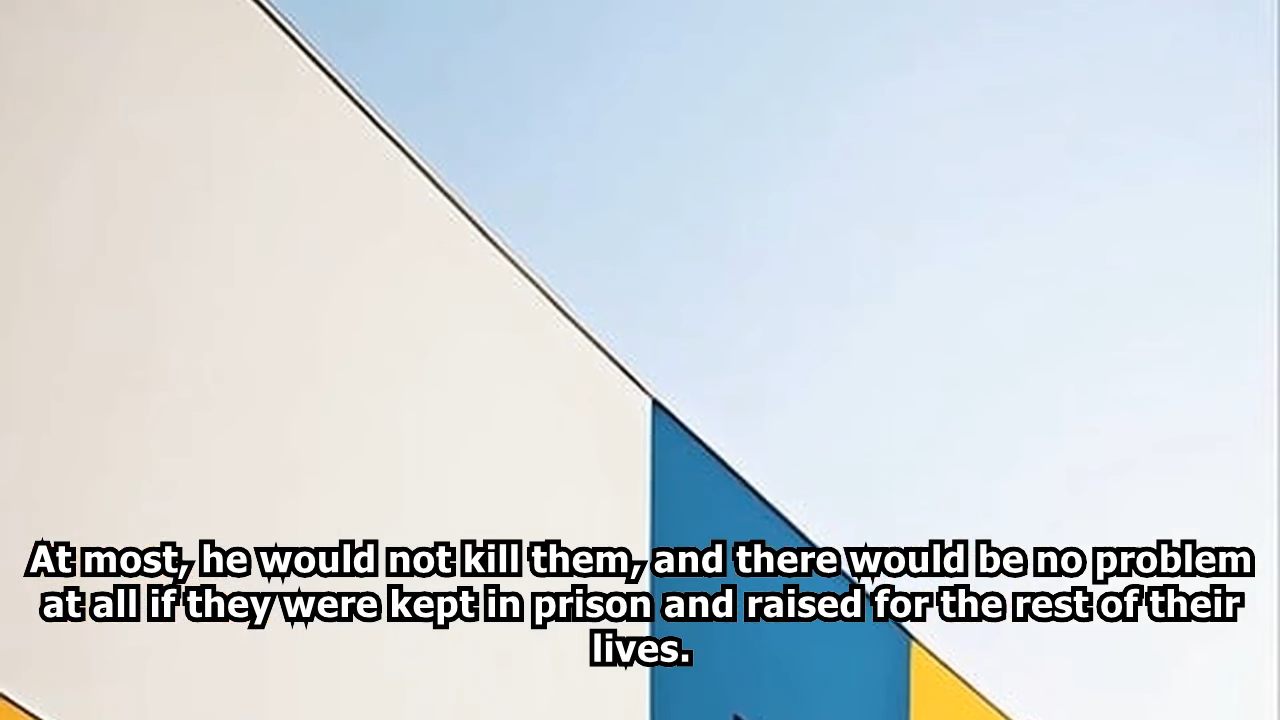 At most, he would not kill them, and there would be no problem
at all if they were kept in prison and raised for the rest of their
lives.